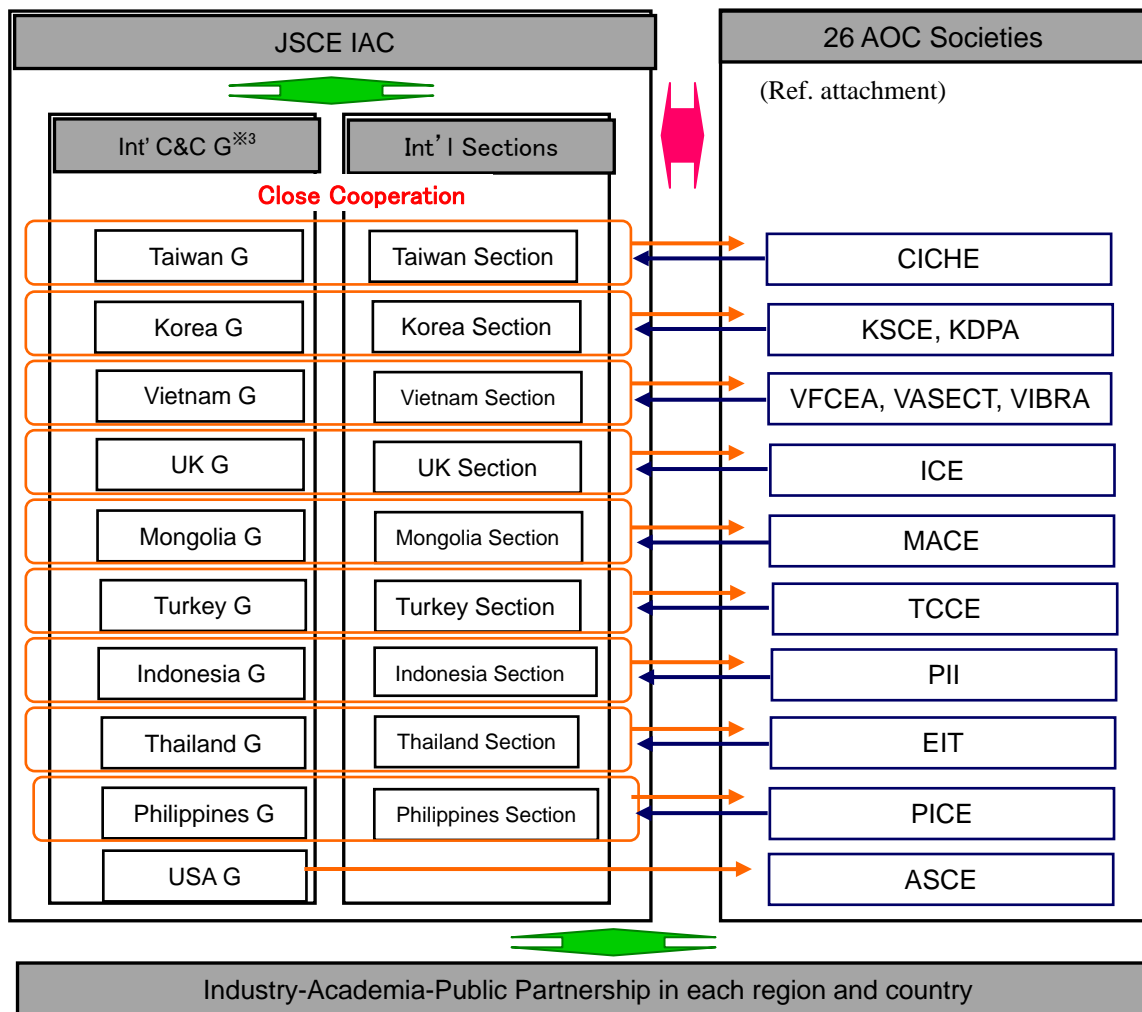 JSCE IAC
26 AOC Societies
(Ref. attachment)
Int' C&C G※3
Int'l Sections
Close Cooperation
Taiwan G
Taiwan Section
CICHE
Korea G
Korea Section
KSCE, KDPA
Vietnam G
Vietnam Section
VFCEA, VASECT, VIBRA
UK G
UK Section
ICE
Mongolia G
Mongolia Section
MACE
Turkey G
Turkey Section
TCCE
Indonesia G
Indonesia Section
PII
Thailand G
Thailand Section
EIT
Philippines G
Philippines Section
PICE
USA G
ASCE
Industry-Academia-Public Partnership in each region and country